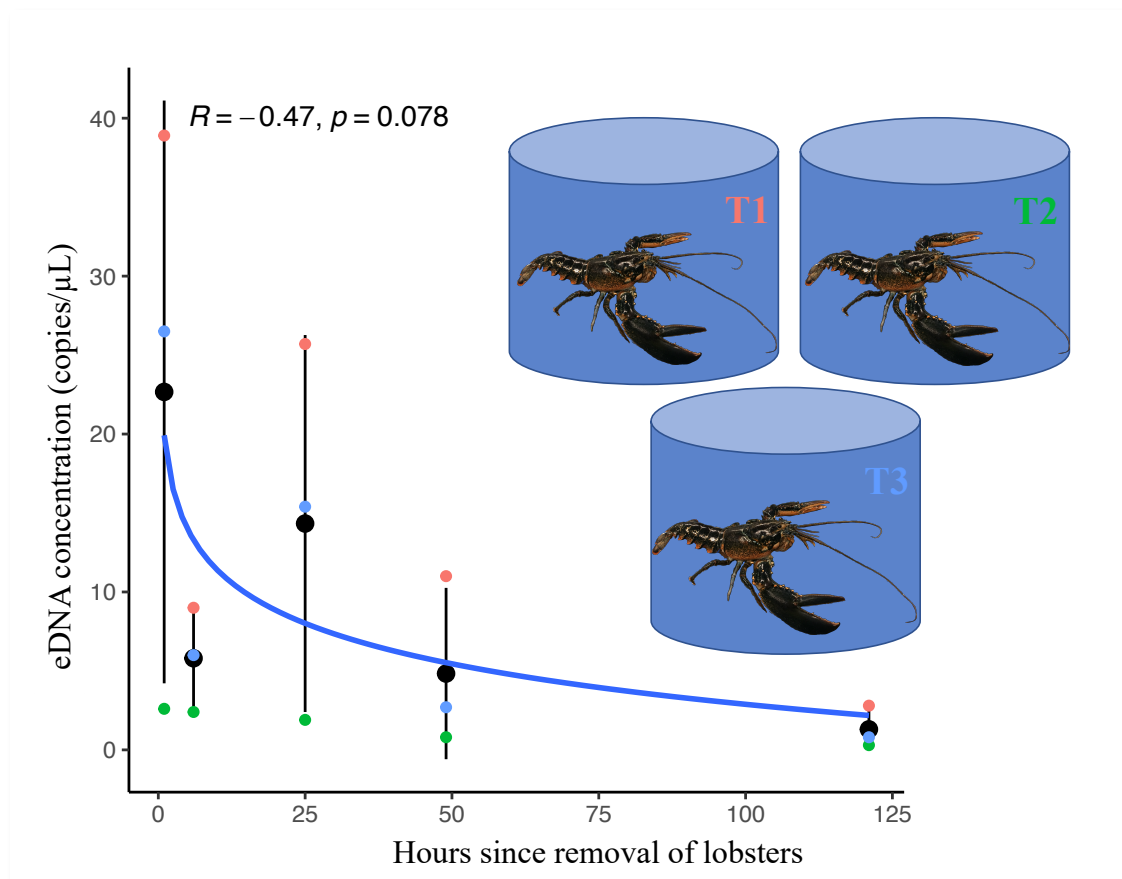 R = −0.47, p = 0.078
T1
T2
T3
eDNA concentration (copies/μL)
40
30
20
10
0
0
25
50
75
100
125
Hours since removal of lobsters